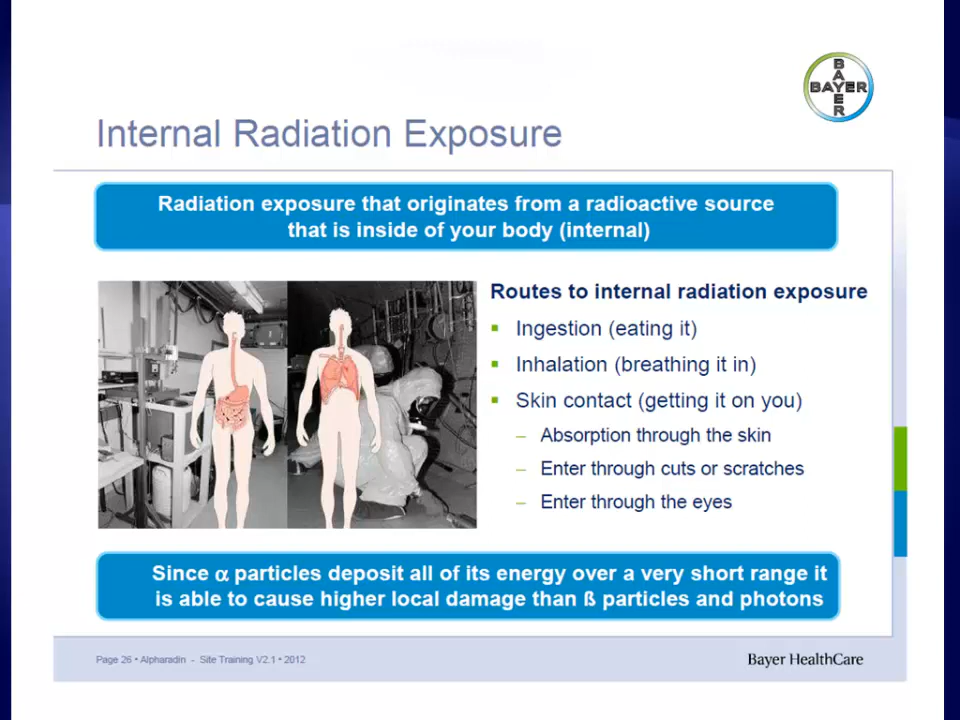 BAYER
BAYER
Internal Radiation Exposure
Radiation exposure that originates from a radioactive source
that is inside of your body (internal)
Routes to internal radiation exposure
Ingestion (eating it)
Inhalation (breathing it in)
Skin contact (getting it on you)
– Absorption through the skin
– Enter through cuts or scratches
– Enter through the eyes
Since α particles deposit all of its energy over a very short range it
is able to cause higher local damage than ß particles and photons
Page 26 • Alpharadin - Site Training V2.1 • 2012
Bayer HealthCare